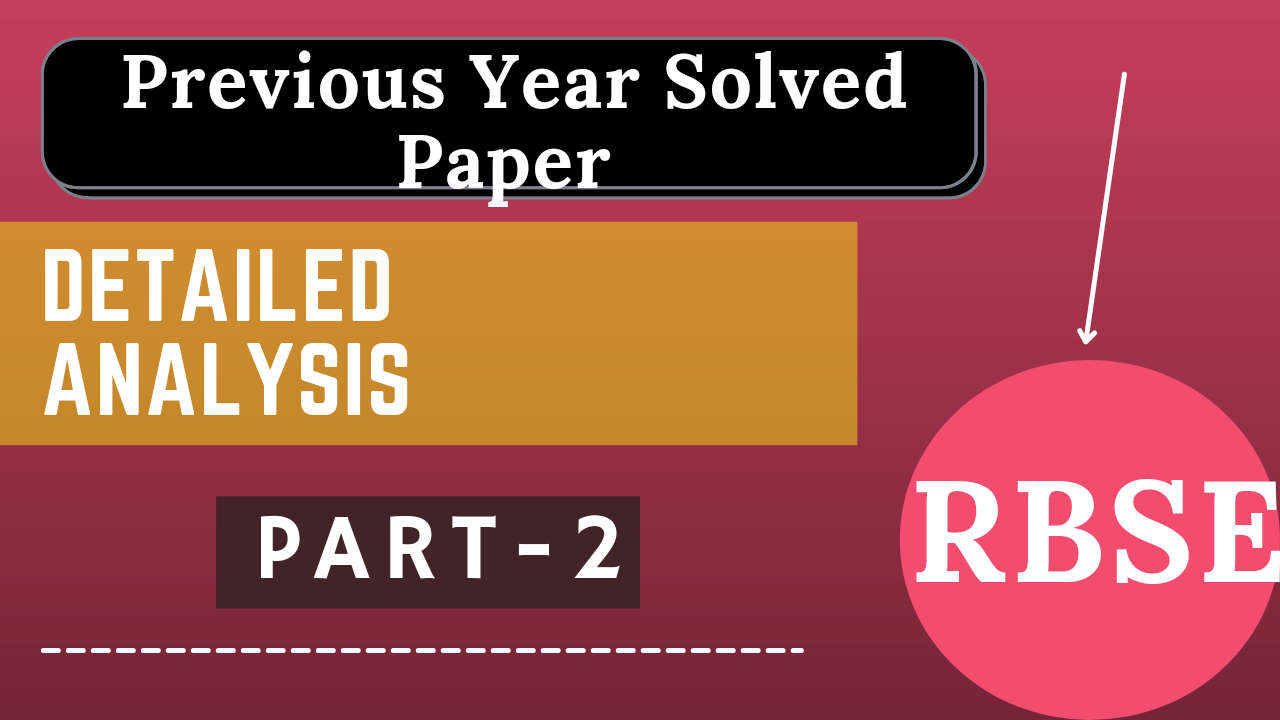 Previous Year Solved
Paper
DETAILED
ANALYSIS
PART-2
RBSE